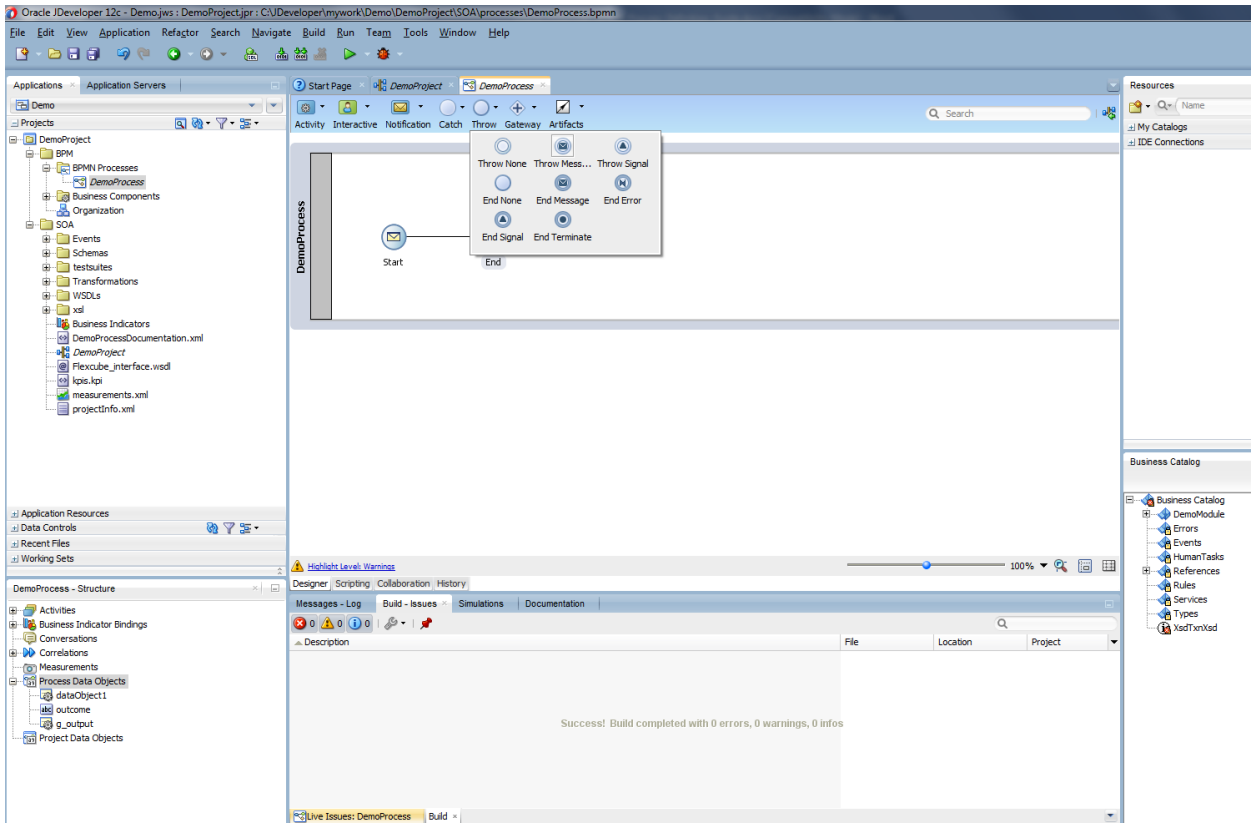 Oracle JDeveloper 12c - Demo.jws : DemoProject.jpr : C:\JDeveloper\mywork\Demo\DemoProject\SOA\processes\DemoProcess.bpmn
File Edit View Application Refactor Search Navigate Build Run Team Tools Window Help
Applications Application Servers
Demo
Projects
DemoProject
BPM
BPMN Processes
DemoProcess
Business Components
Organization
SOA
Events
Schemas
testsuites
Transformations
WSDLs
xsl
Business Indicators
DemoProcessDocumentation.xml
DemoProject
Flexcube_interface.wsdl
kpis.kpi
measurements.xml
projectInfo.xml
Application Resources
Data Controls
Recent Files
Working Sets
DemoProcess - Structure
Activities
Business Indicator Bindings
Conversations
Correlations
Measurements
Process Data Objects
dataObject1
abc outcome
g_output
Project Data Objects
Start Page DemoProject DemoProcess
Search
Activity Interactive Notification Catch Throw Gateway Artifacts
Throw None Throw Mess... Throw Signal
End None End Message End Error
End Signal End Terminate
DemoProcess
Start
End
Highlight Level: Warnings
100%
Designer Scripting Collaboration History
Messages - Log Build - Issues Simulations Documentation
0 0 0
Description File Location Project
Success! Build completed with 0 errors, 0 warnings, 0 infos
Live Issues: DemoProcess Build
Resources
Name
My Catalogs
IDE Connections
Business Catalog
Business Catalog
DemoModule
Errors
Events
HumanTasks
References
Rules
Services
Types
XsdTxnXsd